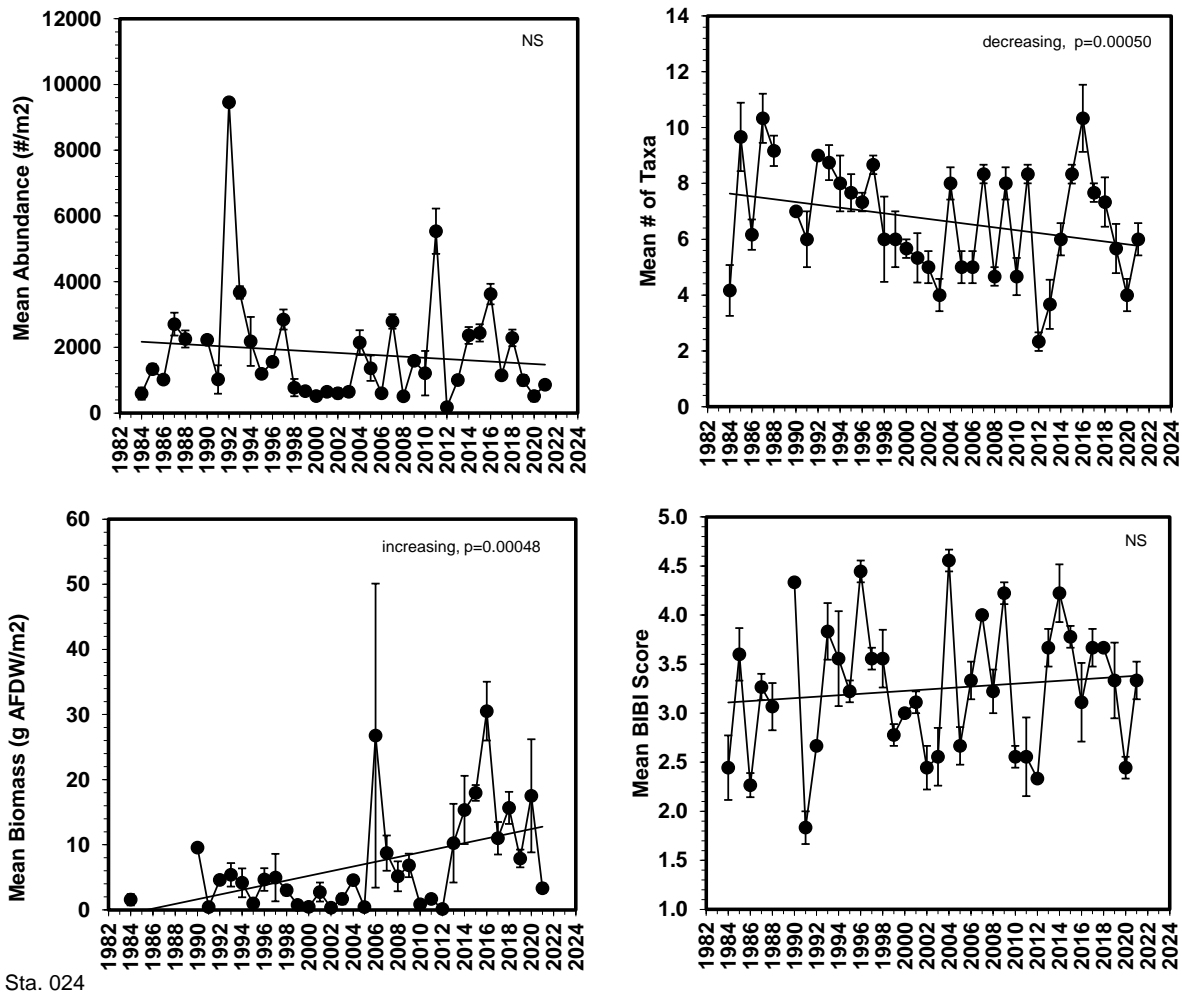 Mean Abundance (#/m2)
12000
10000
8000
6000
4000
2000
0
NS
1982 1984 1986 1988 1990 1992 1994 1996 1998 2000 2002 2004 2006 2008 2010 2012 2014 2016 2018 2020 2022 2024
Mean # of Taxa
14
12
10
8
6
4
2
0
decreasing, p=0.00050
1982 1984 1986 1988 1990 1992 1994 1996 1998 2000 2002 2004 2006 2008 2010 2012 2014 2016 2018 2020 2022 2024
Mean Biomass (g AFDW/m2)
60
50
40
30
20
10
0
increasing, p=0.00048
1982 1984 1986 1988 1990 1992 1994 1996 1998 2000 2002 2004 2006 2008 2010 2012 2014 2016 2018 2020 2022 2024
Mean BIBI Score
5.0
4.5
4.0
3.5
3.0
2.5
2.0
1.5
1.0
NS
1982 1984 1986 1988 1990 1992 1994 1996 1998 2000 2002 2004 2006 2008 2010 2012 2014 2016 2018 2020 2022 2024
Sta. 024